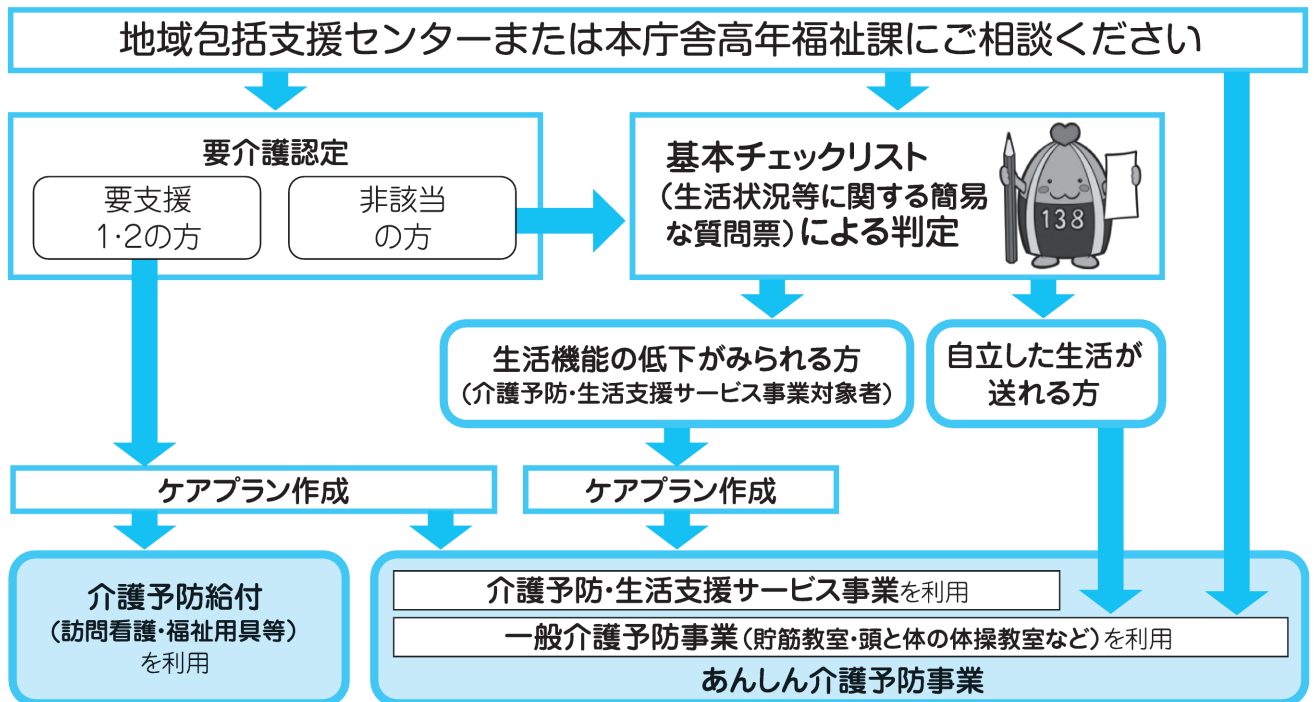 地域包括支援センターまたは本庁舎高年福祉課にご相談ください
要介護認定
要支援
1・2の方
非該当
の方
基本チェックリスト
(生活状況等に関する簡易
な質問票)による判定
138
生活機能の低下がみられる方
(介護予防・生活支援サービス事業対象者)
自立した生活が
送れる方
ケアプラン作成
ケアプラン作成
介護予防給付
(訪問看護・福祉用具等)
を利用
介護予防・生活支援サービス事業を利用
一般介護予防事業(貯筋教室・頭と体の体操教室など)を利用
あんしん介護予防事業